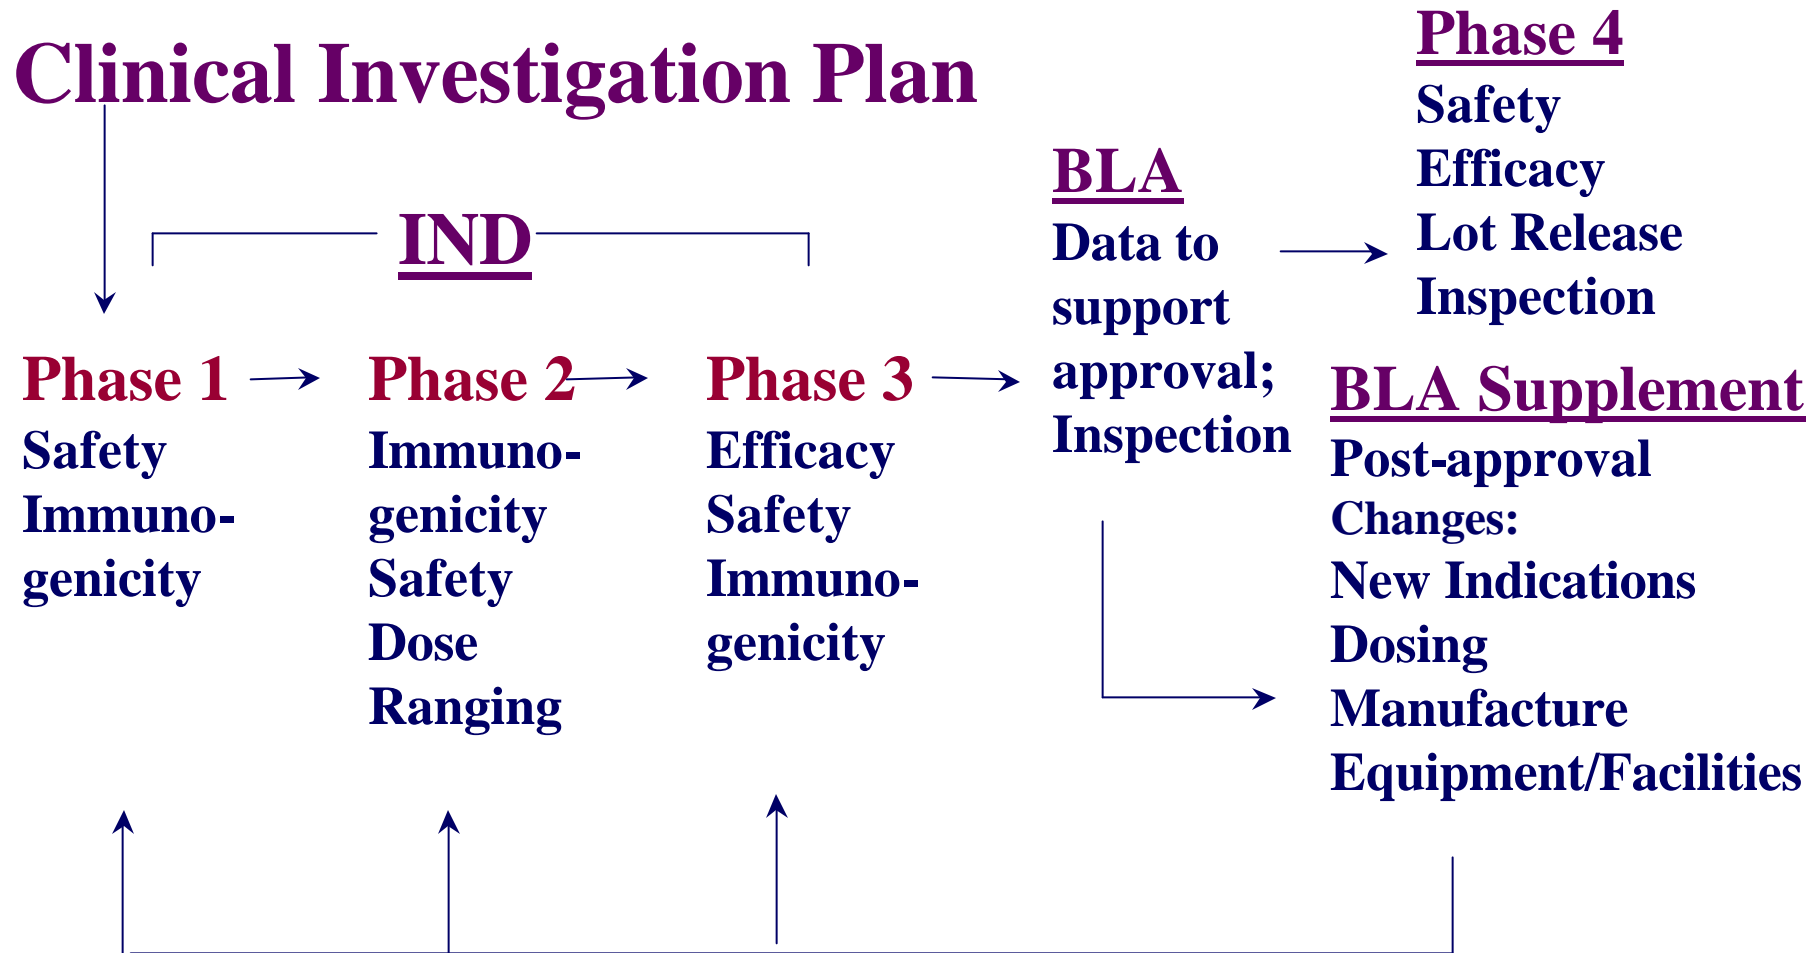 Clinical Investigation Plan
IND
Phase 1
Safety
Immuno-
genicity
Phase 2
Immuno-
genicity
Safety
Dose
Ranging
Phase 3
Efficacy
Safety
Immuno-
genicity
BLA
Data to
support
approval;
Inspection
Phase 4
Safety
Efficacy
Lot Release
Inspection
BLA Supplement
Post-approval
Changes:
New Indications
Dosing
Manufacture
Equipment/Facilities